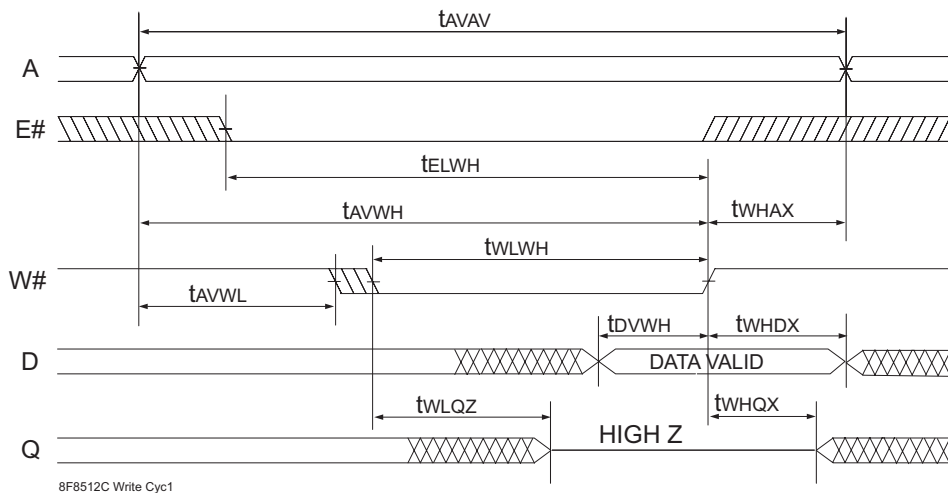 tAVAV
A
E#
tELWH
tAVWH
tWHAX
tWLWH
W#
tAVWL
tDVWH
tWHDX
D
DATA VALID
tWLQZ
tWHQX
HIGH Z
Q
8F8512C Write Cyc1